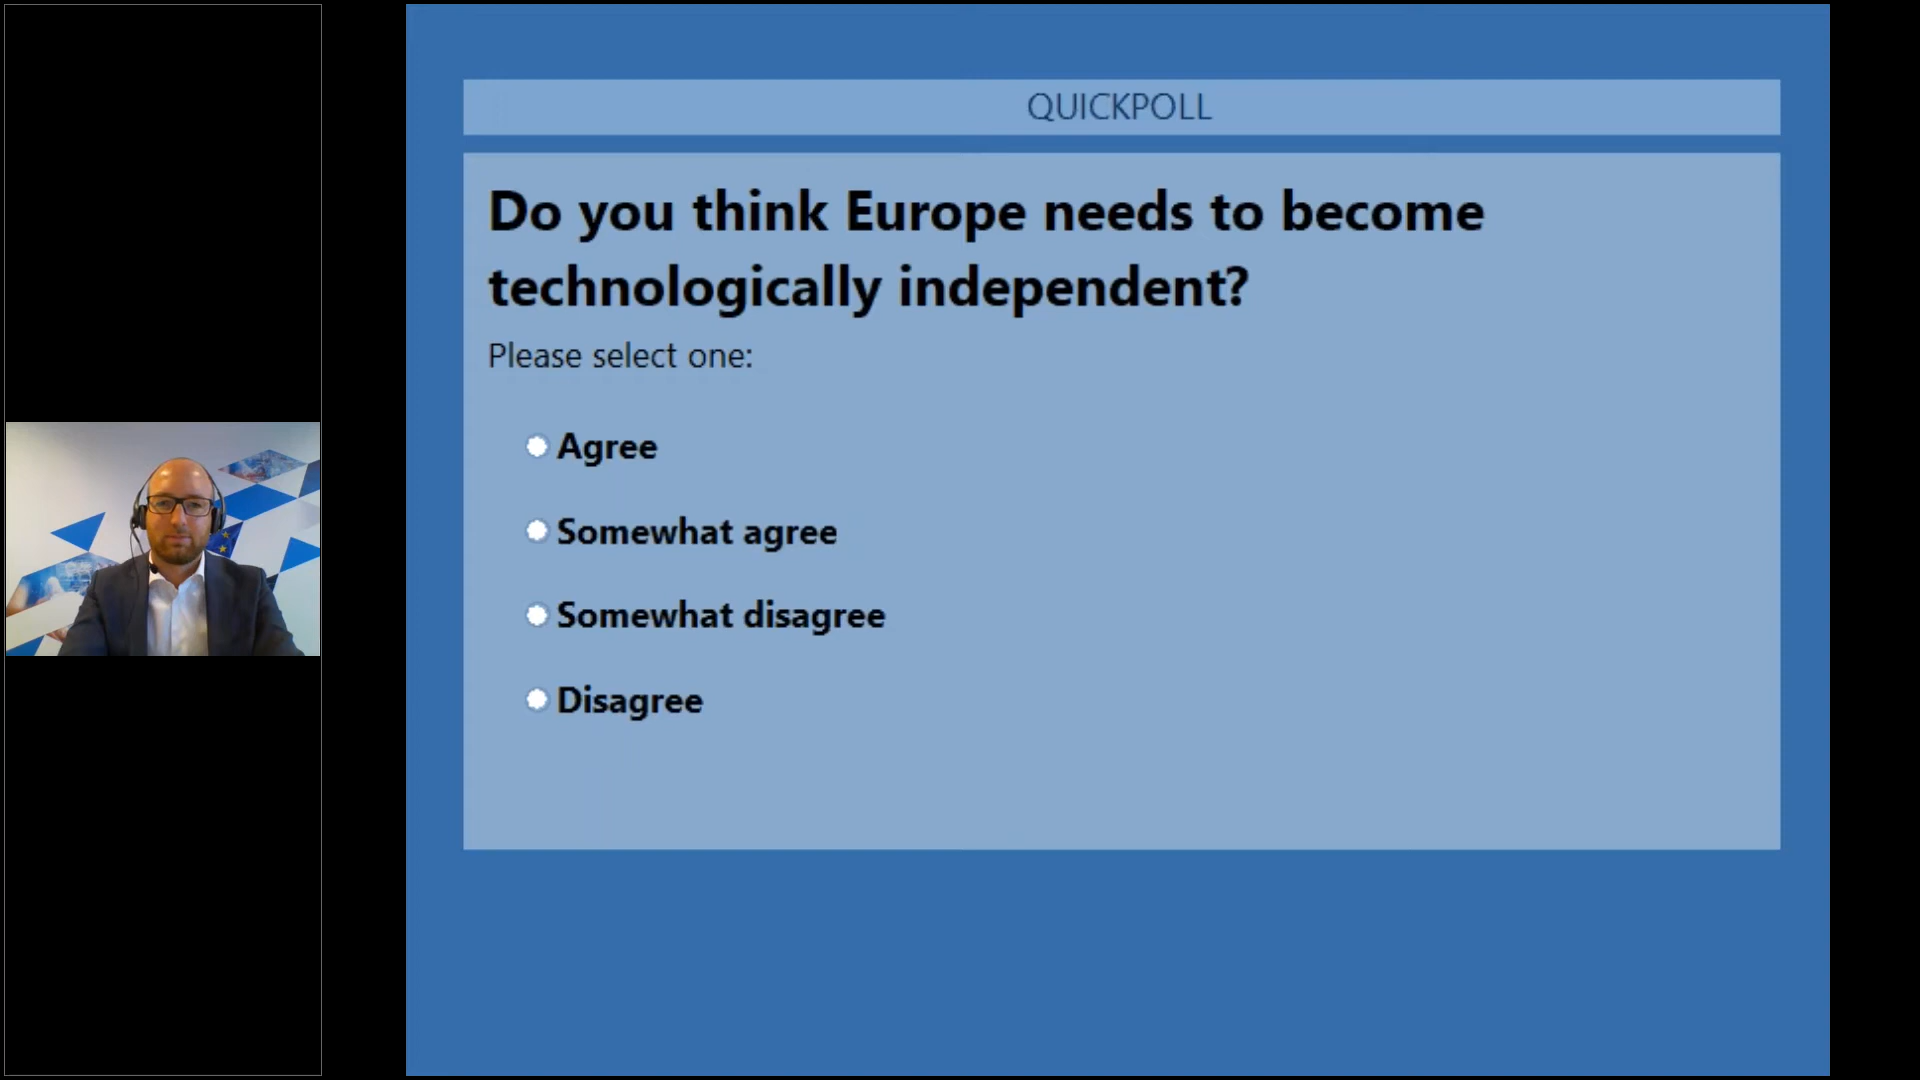 QUICKPOLL
Do you think Europe needs to become
technologically independent?
Please select one:
Agree
Somewhat agree
Somewhat disagree
Disagree